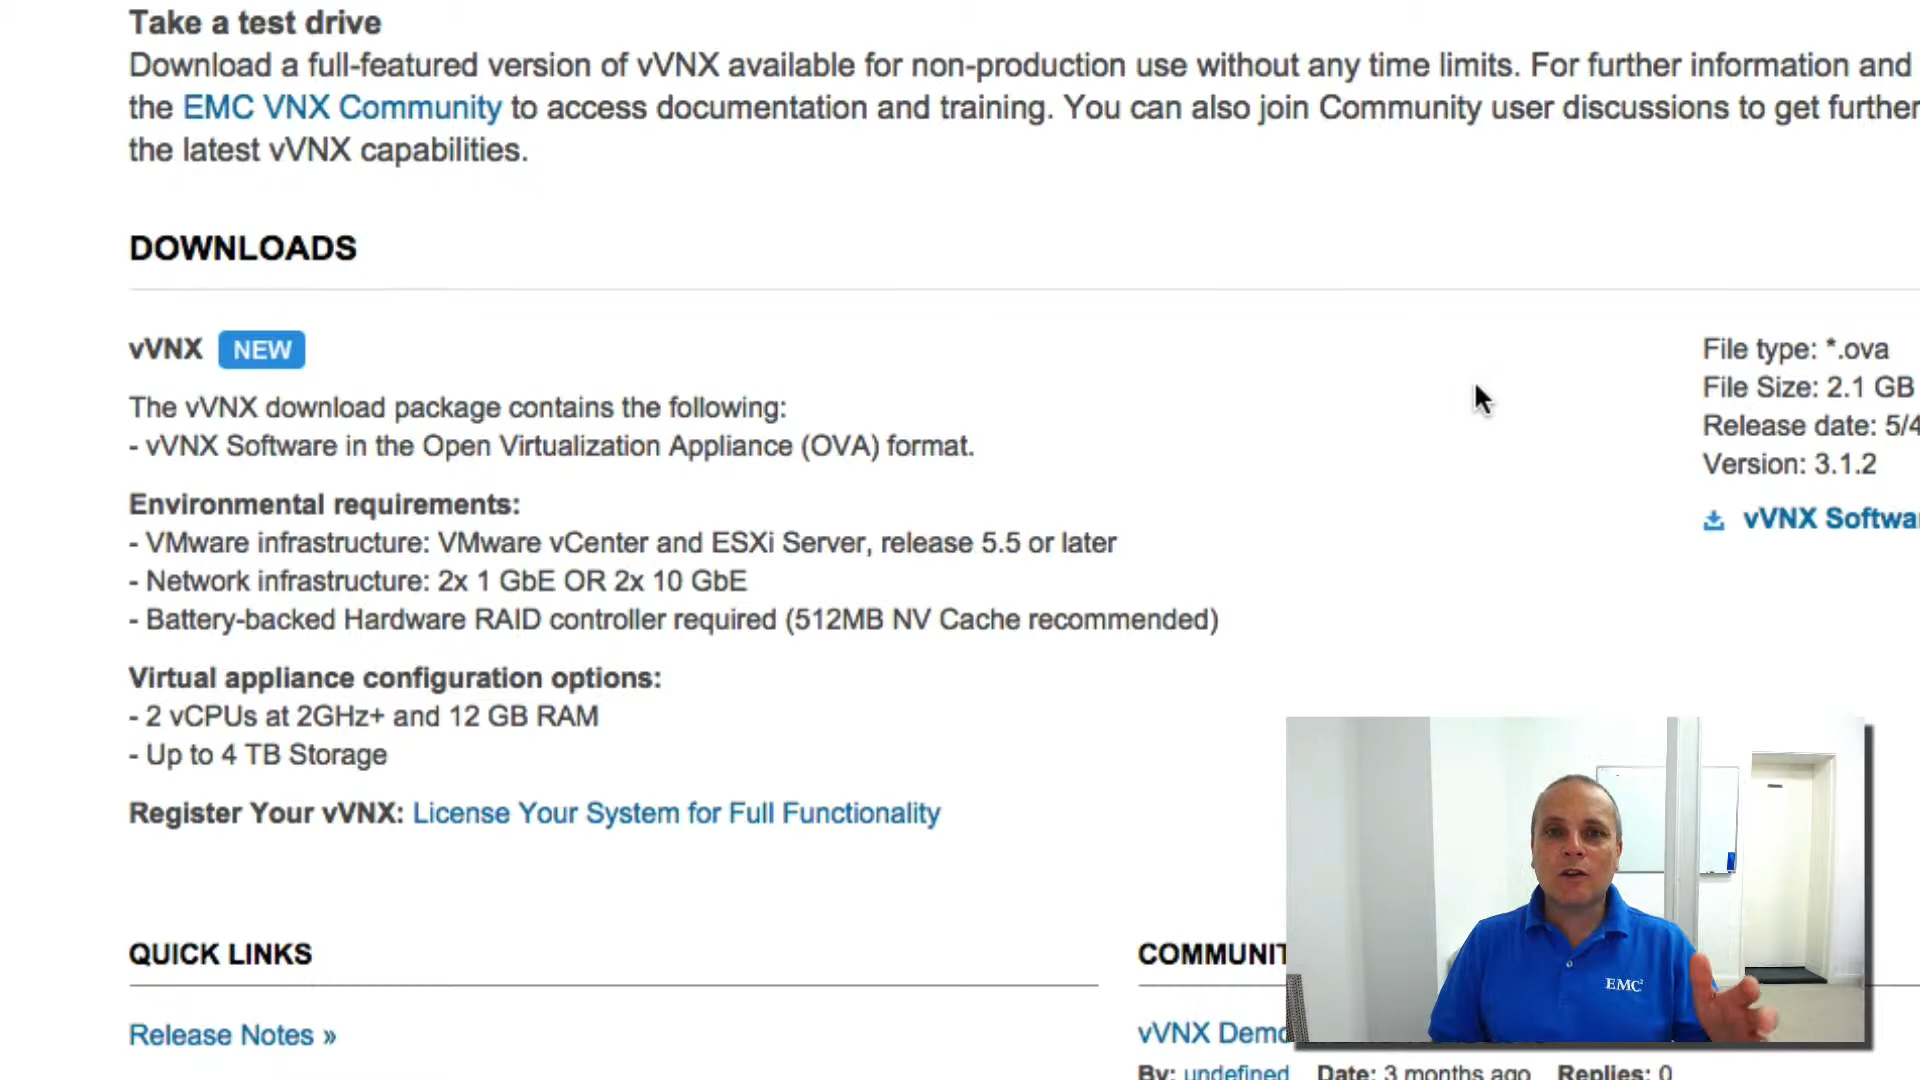 Take a test drive
Download a full-featured version of vVNX available for non-production use without any time limits. For further information and
the EMC VNX Community to access documentation and training. You can also join Community user discussions to get further
the latest vVNX capabilities.
DOWNLOADS
vVNX NEW
The vVNX download package contains the following:
- vVNX Software in the Open Virtualization Appliance (OVA) format.
Environmental requirements:
- VMware infrastructure: VMware vCenter and ESXi Server, release 5.5 or later
- Network infrastructure: 2x 1 GbE OR 2x 10 GbE
- Battery-backed Hardware RAID controller required (512MB NV Cache recommended)
Virtual appliance configuration options:
- 2 vCPUs at 2GHz+ and 12 GB RAM
- Up to 4 TB Storage
Register Your vVNX: License Your System for Full Functionality
File type: *.ova
File Size: 2.1 GB
Release date: 5/4
Version: 3.1.2
vVNX Softwa
QUICK LINKS
Release Notes »
COMMUNIT
vVNX Demo
By: undefined Date: 3 months ago Replies: 0
EMC²